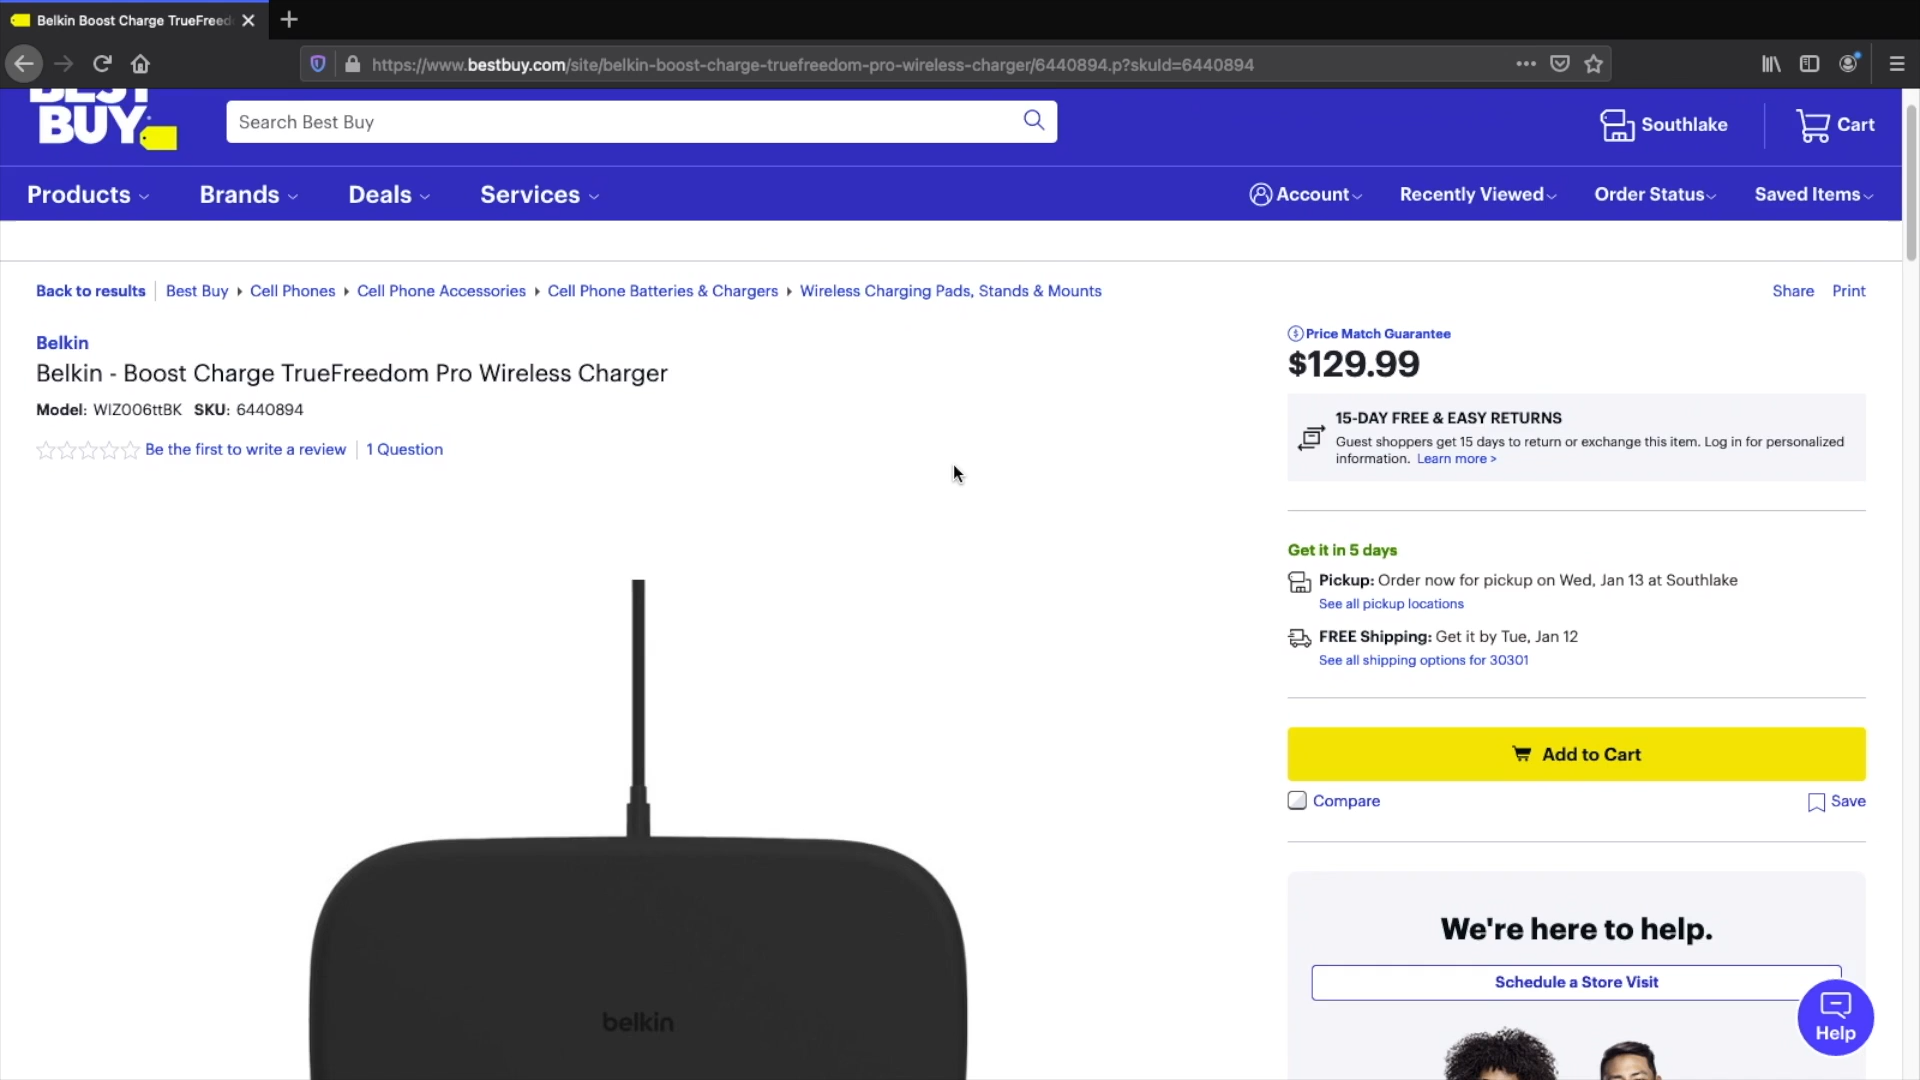 Belkin Boost Charge TrueFreed
https://www.bestbuy.com/site/belkin-boost-charge-truefreedom-pro-wireless-charger/6440894.p?skuId=6440894
BEST
BUY
Search Best Buy
Southlake
Cart
Products
Brands
Deals
Services
Account
Recently Viewed
Order Status
Saved Items
Back to results
Best Buy
Cell Phones
Cell Phone Accessories
Cell Phone Batteries & Chargers
Wireless Charging Pads, Stands & Mounts
Share
Print
Belkin
Belkin - Boost Charge TrueFreedom Pro Wireless Charger
Model: WIZ006ttBK SKU: 6440894
Be the first to write a review
1 Question
Price Match Guarantee
$129.99
15-DAY FREE & EASY RETURNS
Guest shoppers get 15 days to return or exchange this item. Log in for personalized
information. Learn more >
Get it in 5 days
Pickup: Order now for pickup on Wed, Jan 13 at Southlake
See all pickup locations
FREE Shipping: Get it by Tue, Jan 12
See all shipping options for 30301
Add to Cart
Compare
Save
We're here to help.
Schedule a Store Visit
Help
belkin